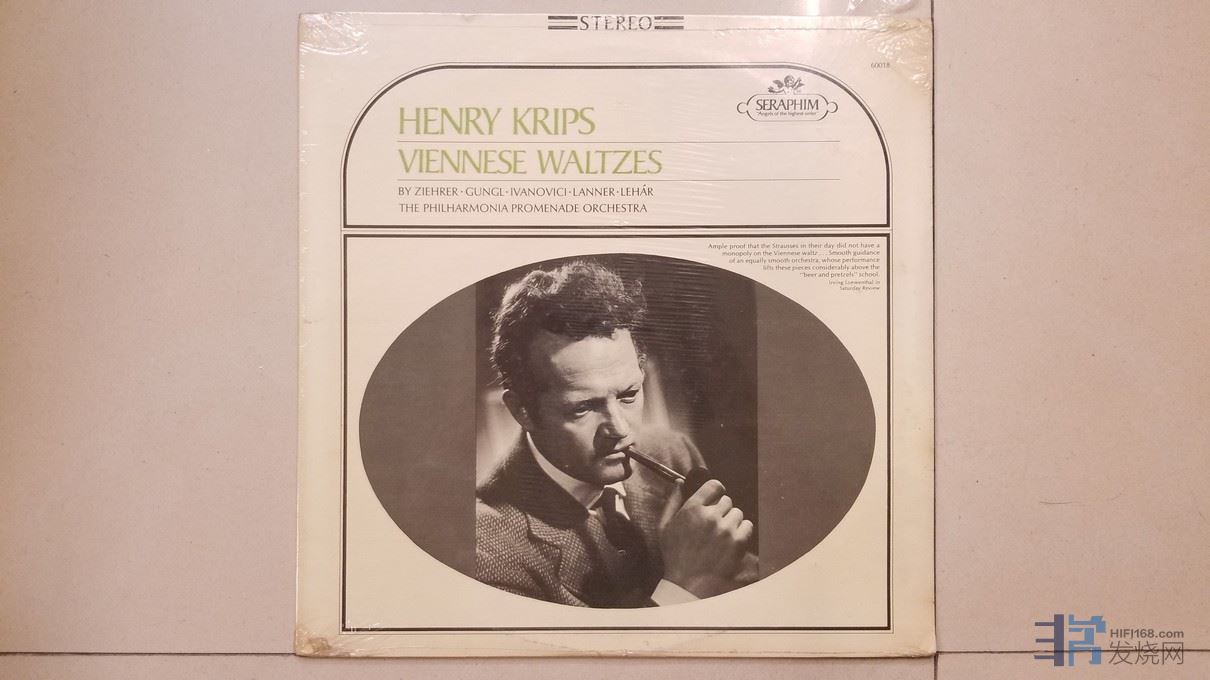 STEREO
60018
SERAPHIM
"Angels of the highest order"
HENRY KRIPS
VIENNESE WALTZES
BY ZIEHRER · GUNGL · IVANOVICI · LANNER · LEHÁR
THE PHILHARMONIA PROMENADE ORCHESTRA
Ample proof that the Strausses in their day did not have a
monopoly on the Viennese waltz . . . Smooth guidance
of an equally smooth orchestra, whose performance
lifts these pieces considerably above the
"beer and pretzels" school.
Irving Loewenthal in
Saturday Review
HIFI168.com
发烧网